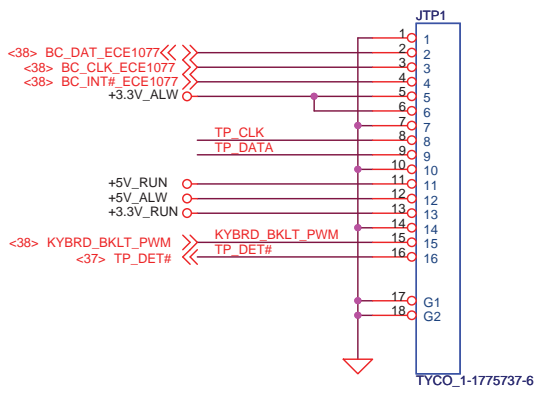 JTP1
1 1
<38> BC_DAT_ECE1077 2 2
<38> BC_CLK_ECE1077 3 3
<38> BC_INT#_ECE1077 4 4
+3.3V_ALW 5 5
6 6
7 7
TP_CLK 8 8
TP_DATA 9 9
10 10
+5V_RUN 11 11
+5V_ALW 12 12
+3.3V_RUN 13 13
14 14
<38> KYBRD_BKLT_PWM KYBRD_BKLT_PWM 15 15
<37> TP_DET# TP_DET# 16 16
17 G1
18 G2
TYCO_1-1775737-6